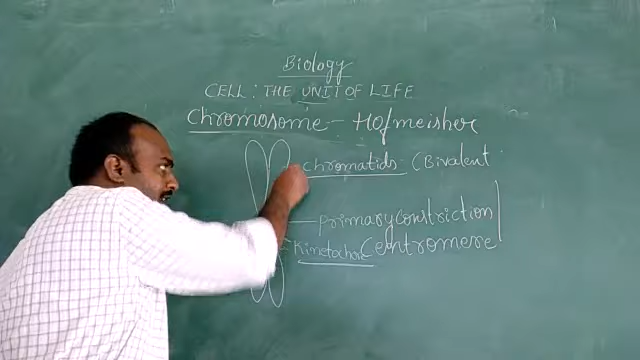 Biology
CELL: THE UNIT OF LIFE
Chromosome - Hofmeisher
Chromatids. (Bivalent
primary constriction
Kinetochore Centromere